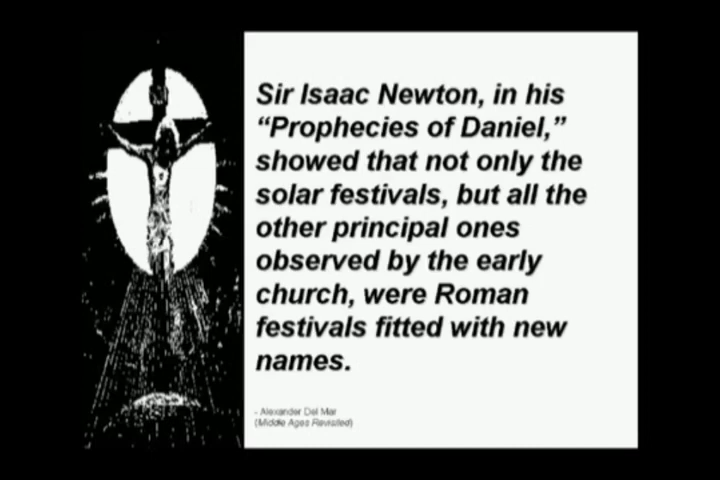 Sir Isaac Newton, in his
“Prophecies of Daniel,”
showed that not only the
solar festivals, but all the
other principal ones
observed by the early
church, were Roman
festivals fitted with new
names.
- Alexander Del Mar
(Middle Ages Revisited)